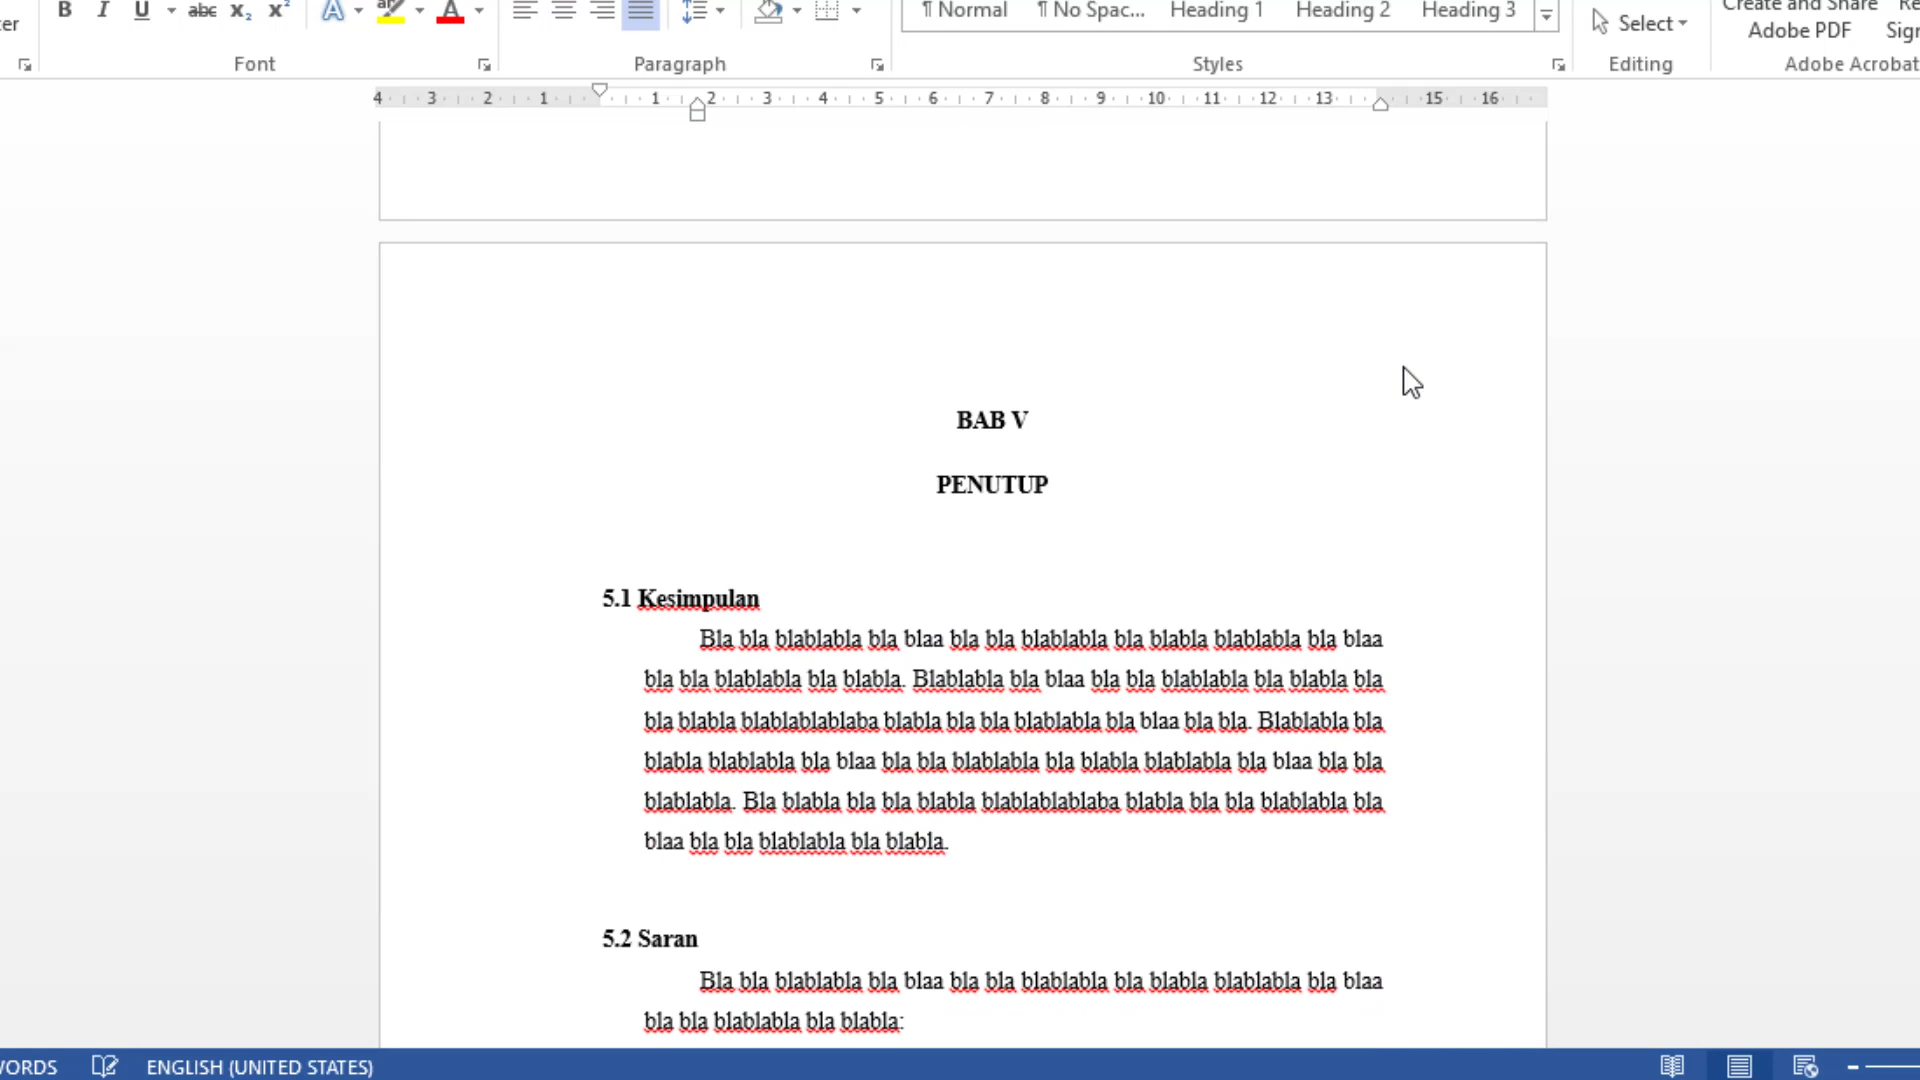 B I U abc x₂ x² A A
¶ Normal ¶ No Spac... Heading 1 Heading 2 Heading 3
Select
Create and Share
Adobe PDF
Font Paragraph Styles Editing Adobe Acrobat
4 3 2 1 1 2 3 4 5 6 7 8 9 10 11 12 13 15 16
BAB V
PENUTUP
5.1 Kesimpulan
Bla bla blablabla bla blaa bla bla blablabla bla blabla blablabla bla blaa
bla bla blablabla bla blabla. Blablabla bla blaa bla bla blablabla bla blabla bla
bla blabla blablablablaba blabla bla bla blablabla bla blaa bla bla. Blablabla bla
blabla blablabla bla blaa bla bla blablabla bla blabla blablabla bla blaa bla bla
blablabla. Bla blabla bla bla blabla blablablablaba blabla bla bla blablabla bla
blaa bla bla blablabla bla blabla.
5.2 Saran
Bla bla blablabla bla blaa bla bla blablabla bla blabla blablabla bla blaa
bla bla blablabla bla blabla:
ENGLISH (UNITED STATES)